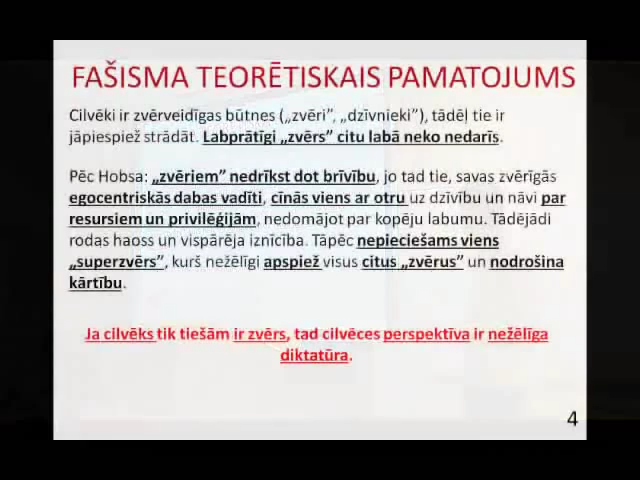 FAŠISMA TEORĒTISKAIS PAMATOJUMS
Cilvēki ir zvērveidīgas būtnes („zvēri”, „dzīvnieki”), tādēļ tie ir
jāpiespiež strādāt. Labprātīgi „zvērs” citu labā neko nedarīs.
Pēc Hobsa: „zvēriem” nedrīkst dot brīvību, jo tad tie, savas zvērīgās
egocentriskās dabas vadīti, cīnās viens ar otru uz dzīvību un nāvi par
resursiem un privilēģijām, nedomājot par kopēju labumu. Tādējādi
rodas haoss un vispārēja iznīcība. Tāpēc nepieciešams viens
„superzvērs”, kurš nežēlīgi apspiež visus citus „zvērus” un nodrošina
kārtību.
Ja cilvēks tik tiešām ir zvērs, tad cilvēces perspektīva ir nežēlīga
diktatūra.
4